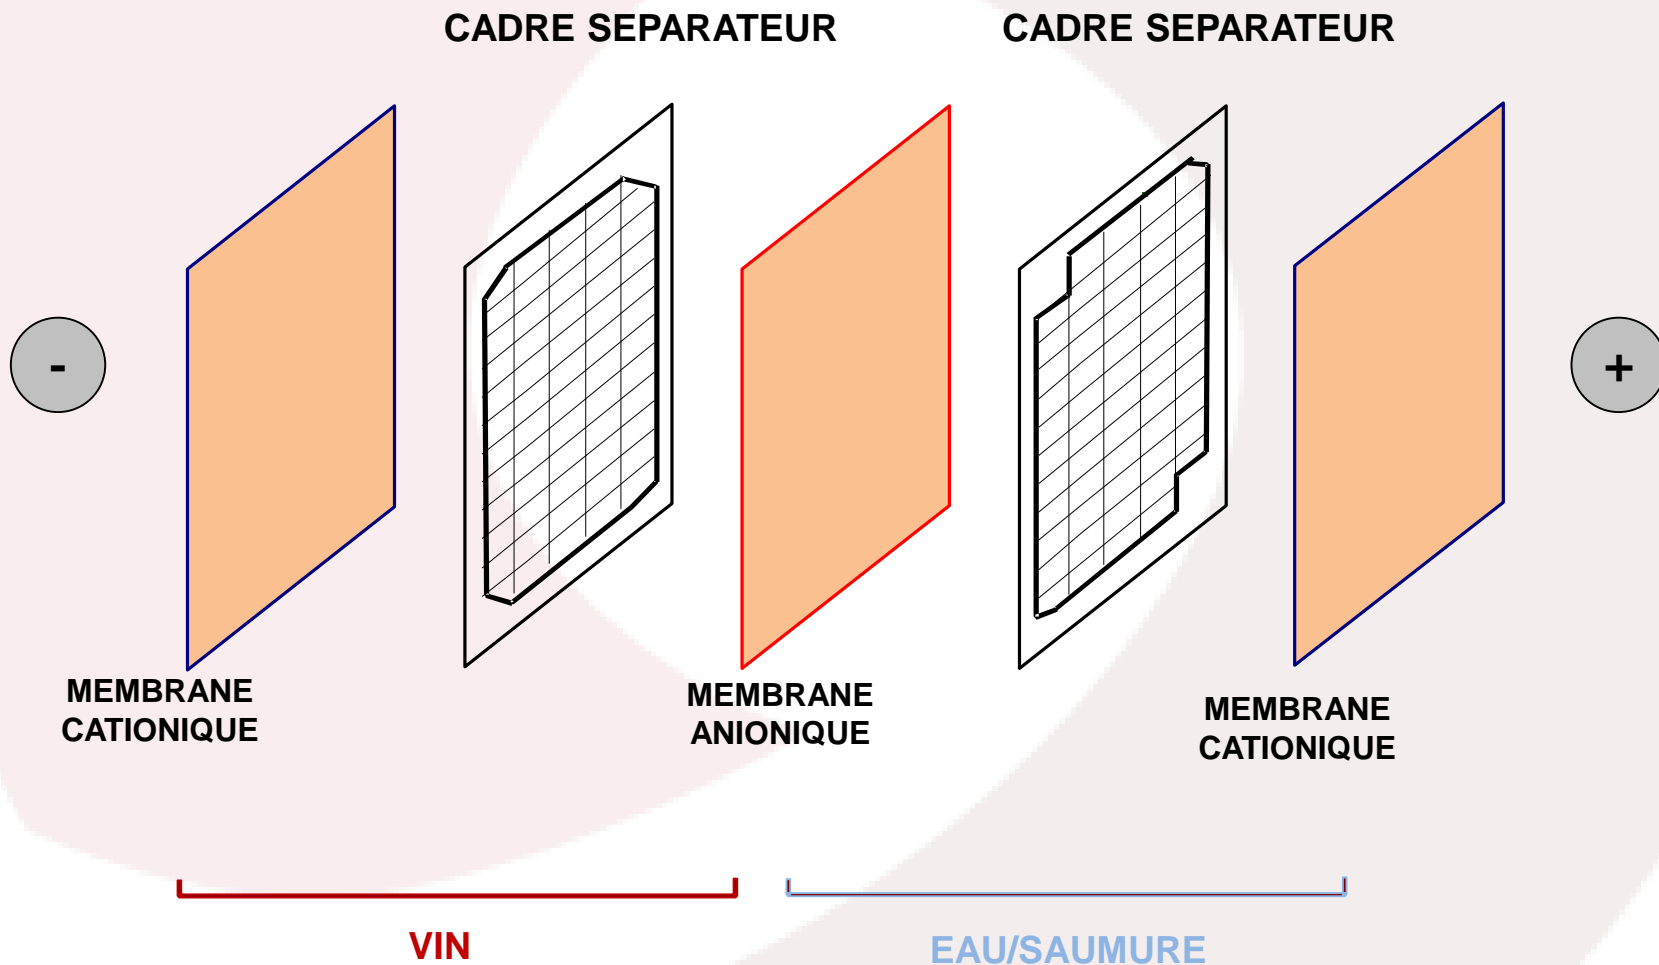 CADRE SEPARATEUR
CADRE SEPARATEUR
-
+
MEMBRANE
CATIONIQUE
MEMBRANE
ANIONIQUE
MEMBRANE
CATIONIQUE
VIN
EAU/SAUMURE